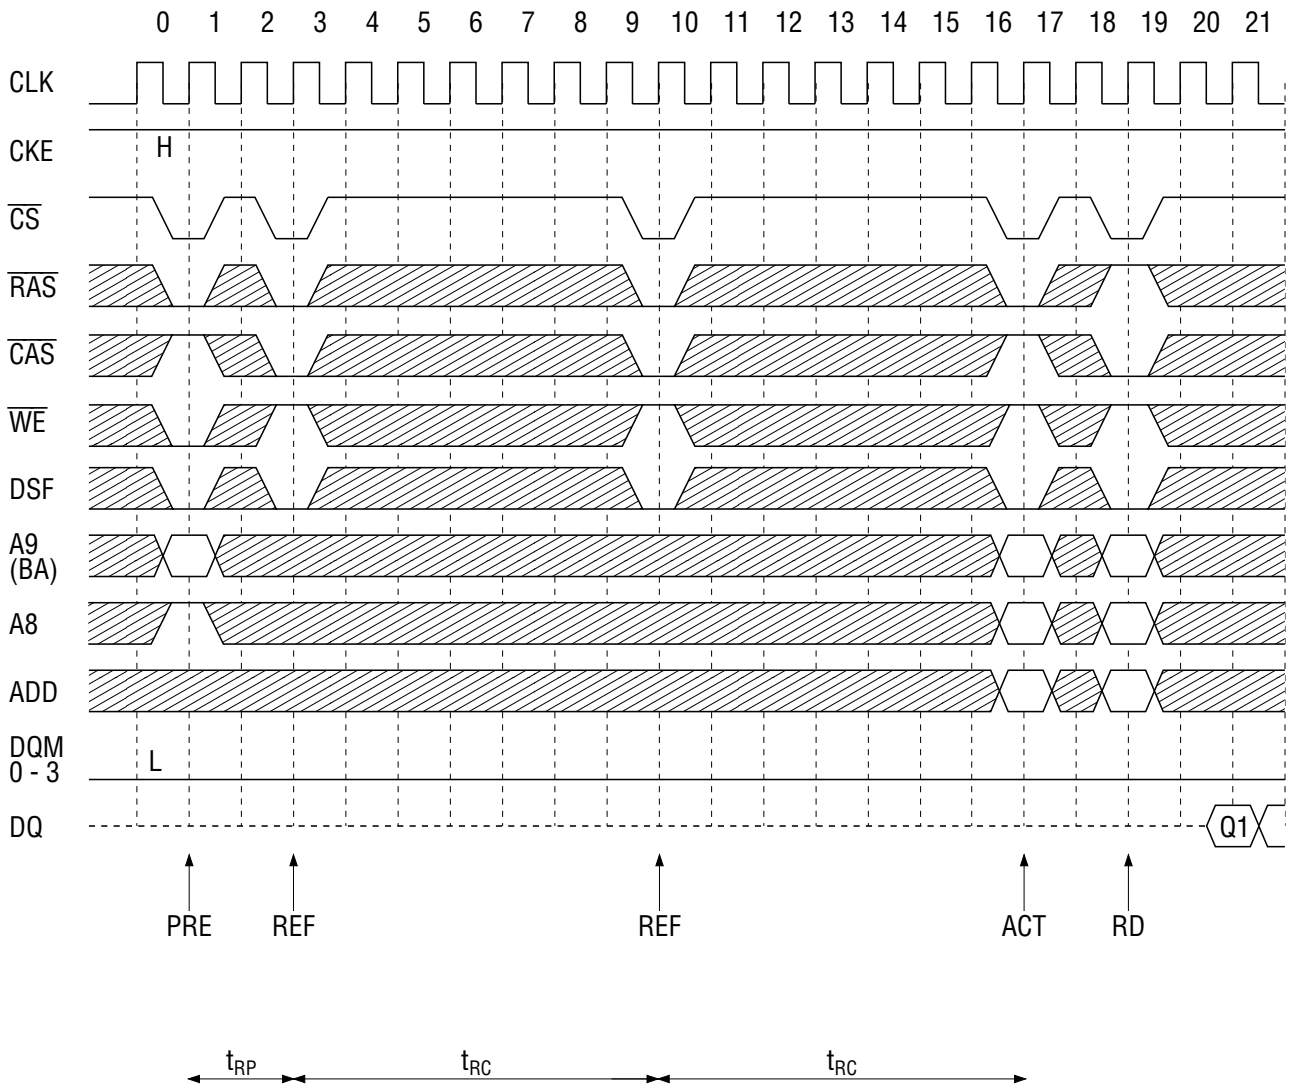 0 1 2 3 4 5 6 7 8 9 10 11 12 13 14 15 16 17 18 19 20 21
CLK
CKE H
CS
RAS
CAS
WE
DSF
A9
(BA)
A8
ADD
DQM
0 - 3 L
DQ Q1
PRE REF REF ACT RD
tRP tRC tRC